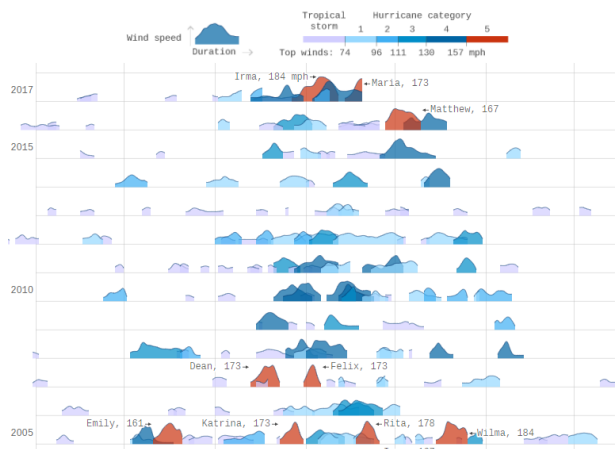 Tropical storm
Hurricane category
1 2 3 4 5
Wind speed
Duration
Top winds: 74 96 111 130 157 mph
Irma, 184 mph
2017
Maria, 173
Matthew, 167
2015
2010
Dean, 173
Felix, 173
Emily, 161
Katrina, 173
Rita, 178
2005
Wilma, 184